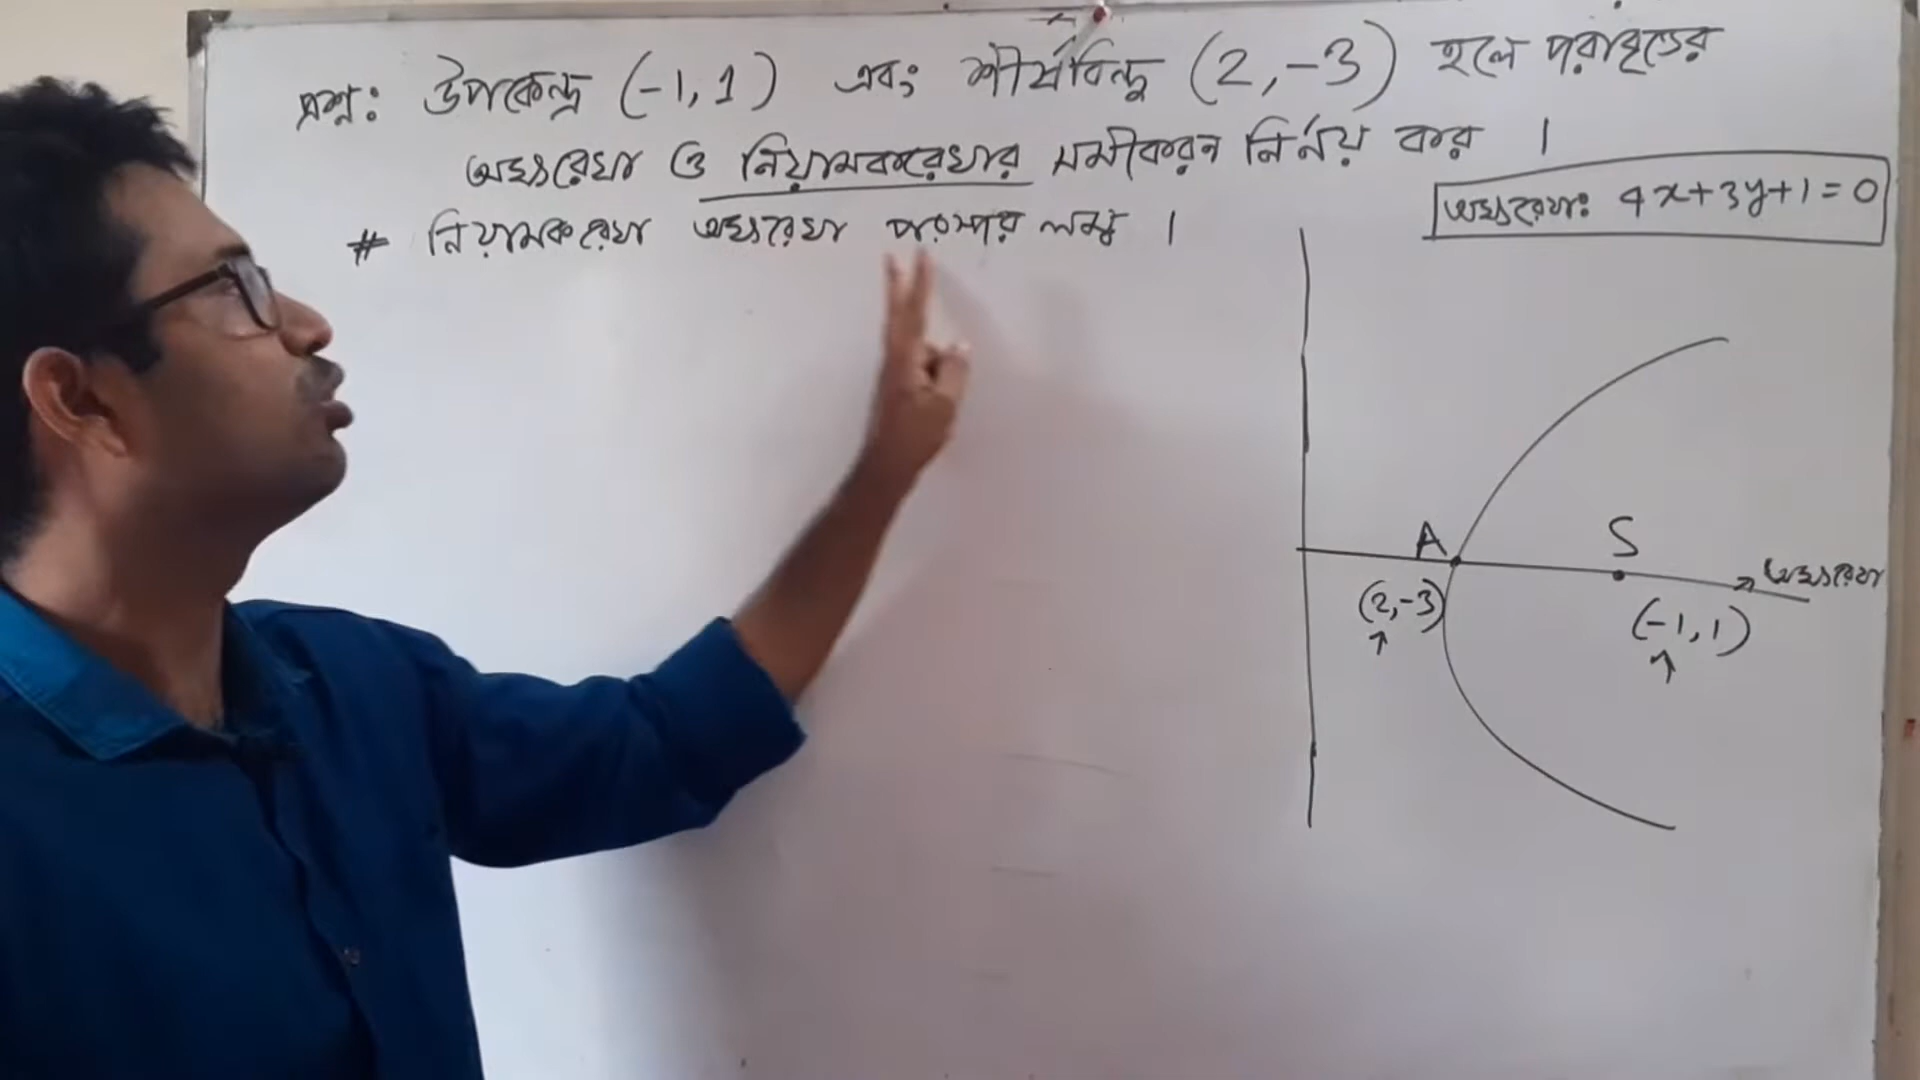 প্রশ্ন: উপকেন্দ্র (-1, 1) এবং শীর্ষবিন্দু (2, -3) হলে পরাবৃত্তের
অক্ষরেখা ও নিয়ামকরেখার সমীকরন নির্নয় কর ।
# নিয়ামকরেখা অক্ষরেখা পরস্পর লম্ব ।
অক্ষরেখা: 4x+3y+1=0
A
S
অক্ষরেখা
(2,-3)
(-1,1)